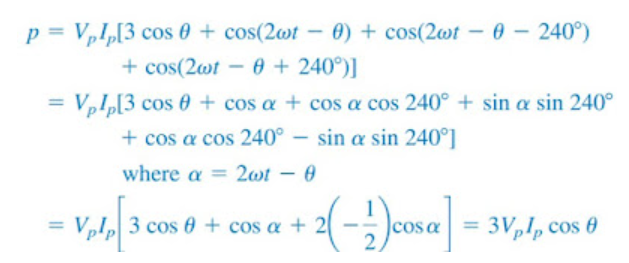 p = V_pI_p[3 cos θ + cos(2ωt − θ) + cos(2ωt − θ − 240°)
+ cos(2ωt − θ + 240°)]
= V_pI_p[3 cos θ + cos α + cos α cos 240° + sin α sin 240°
+ cos α cos 240° − sin α sin 240°]
where α = 2ωt − θ
= V_pI_p[3 cos θ + cos α + 2(−1/2)cos α] = 3V_pI_p cos θ